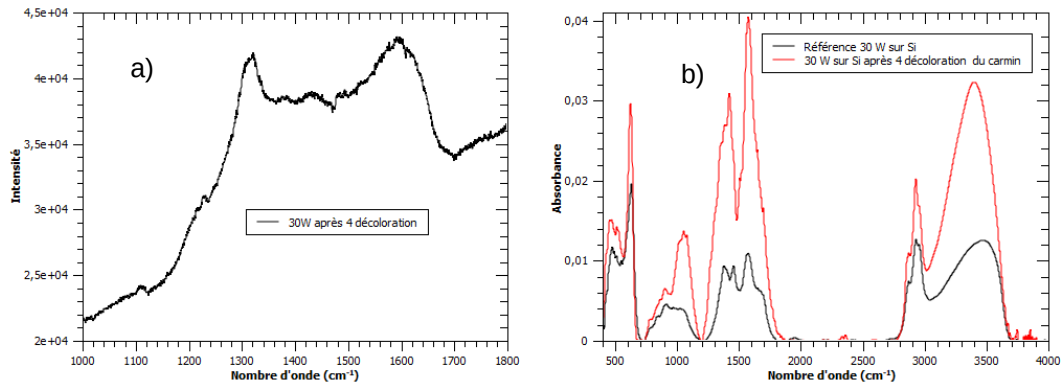 a)
4,5e+04
4e+04
3,5e+04
3e+04
2,5e+04
2e+04
Intensité
30W après 4 décoloration
1000 1100 1200 1300 1400 1500 1600 1700 1800
Nombre d'onde (cm⁻¹)
b)
0,04
0,03
0,02
0,01
0
Absorbance
Référence 30 W sur Si
30 W sur Si après 4 décoloration du carmin
500 1000 1500 2000 2500 3000 3500 4000
Nombre d'onde (cm⁻¹)